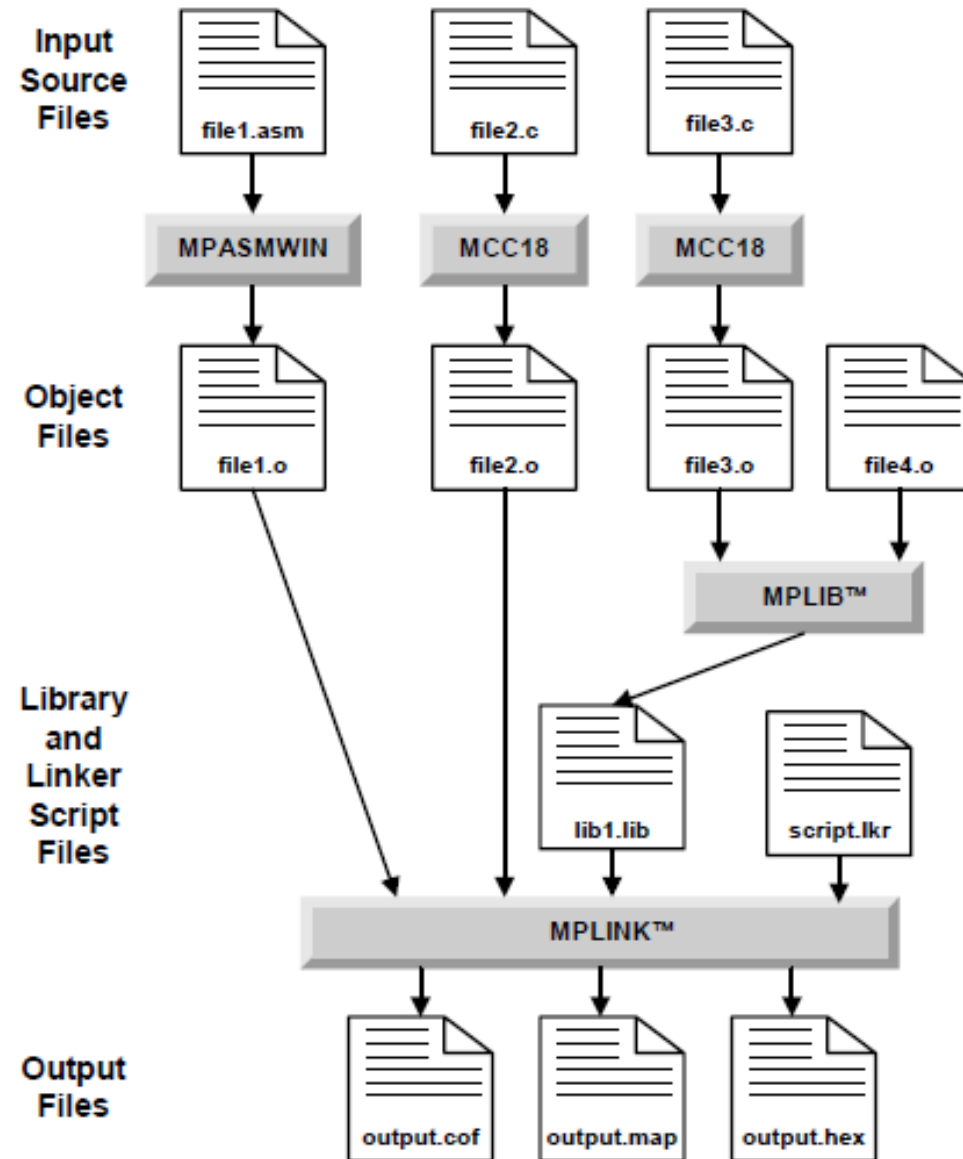 Input
Source
Files
file1.asm
file2.c
file3.c
MPASMWIN
MCC18
MCC18
Object
Files
file1.o
file2.o
file3.o
file4.o
MPLIB™
Library
and
Linker
Script
Files
lib1.lib
script.lkr
MPLINK™
Output
Files
output.cof
output.map
output.hex